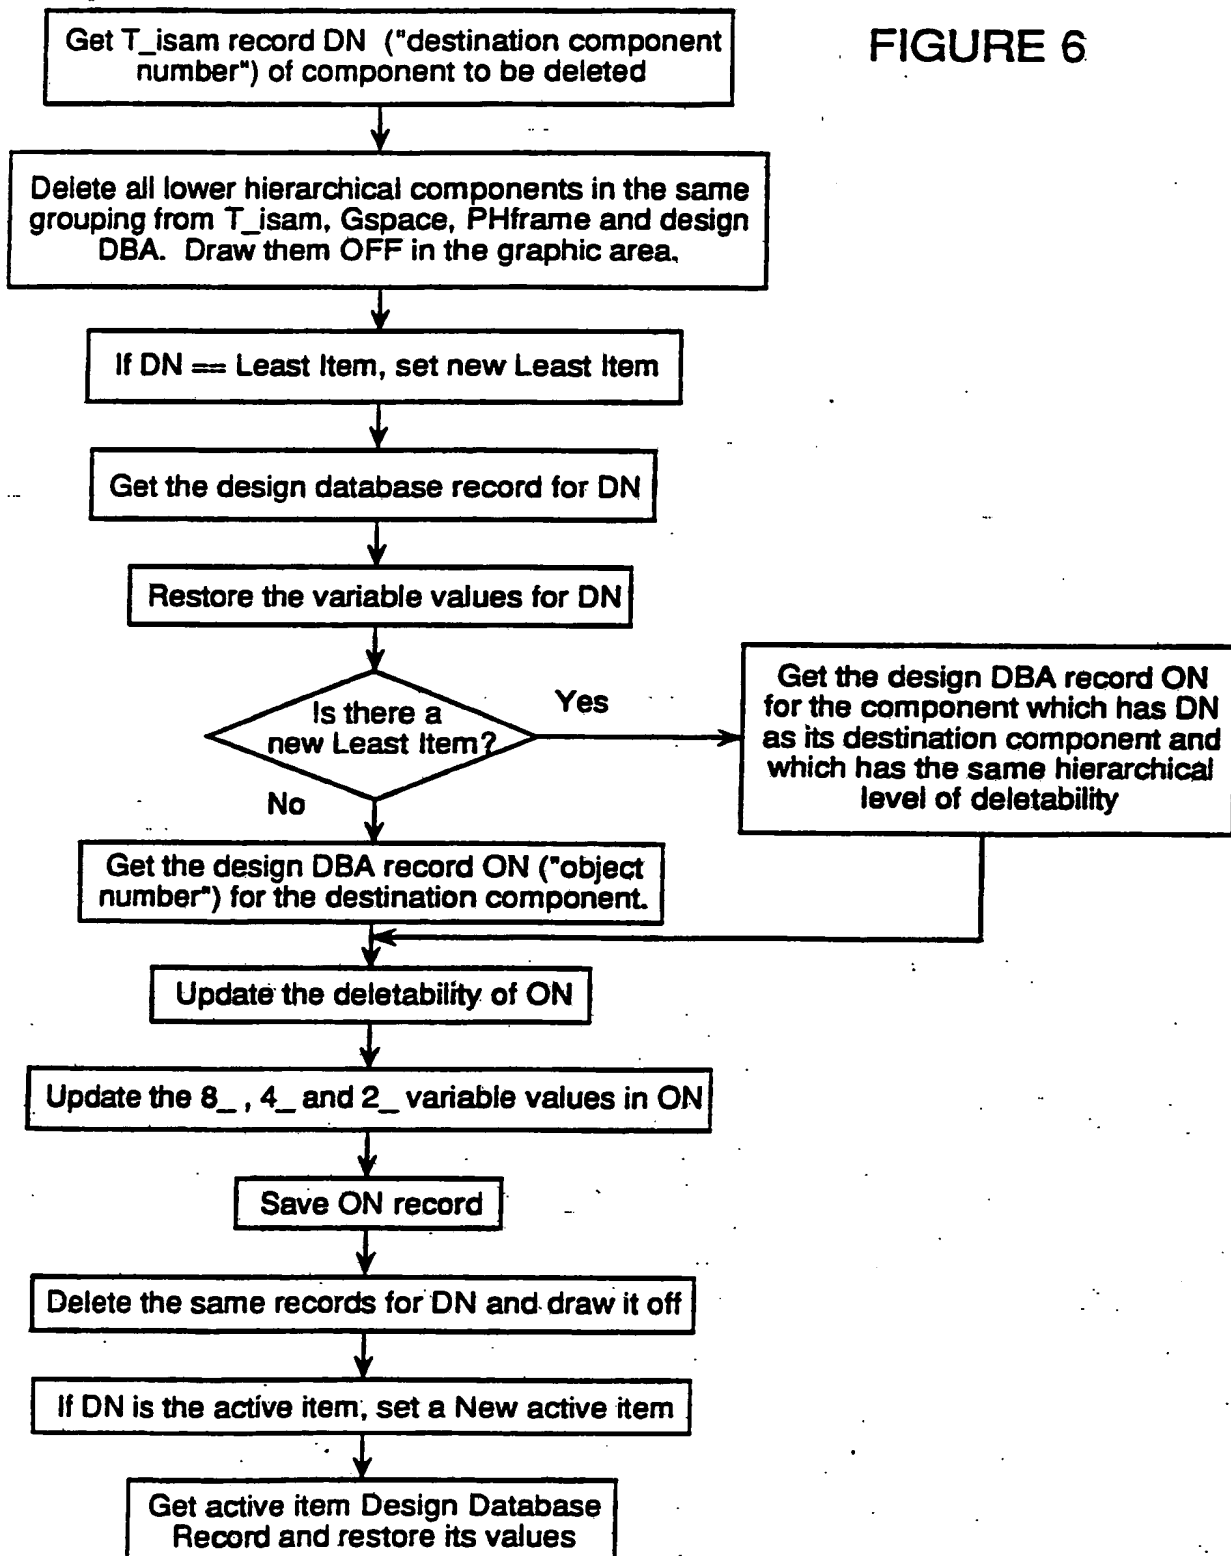 FIGURE 6
Get T_isam record DN ("destination component
number") of component to be deleted
Delete all lower hierarchical components in the same
grouping from T_isam, Gspace, PHframe and design
DBA. Draw them OFF in the graphic area.
If DN == Least Item, set new Least Item
Get the design database record for DN
Restore the variable values for DN
Is there a
new Least Item?
Yes
Get the design DBA record ON
for the component which has DN
as its destination component and
which has the same hierarchical
level of deletability
No
Get the design DBA record ON ("object
number") for the destination component.
Update the deletability of ON
Update the 8_ , 4_ and 2_ variable values in ON
Save ON record
Delete the same records for DN and draw it off
If DN is the active item, set a New active item
Get active item Design Database
Record and restore its values